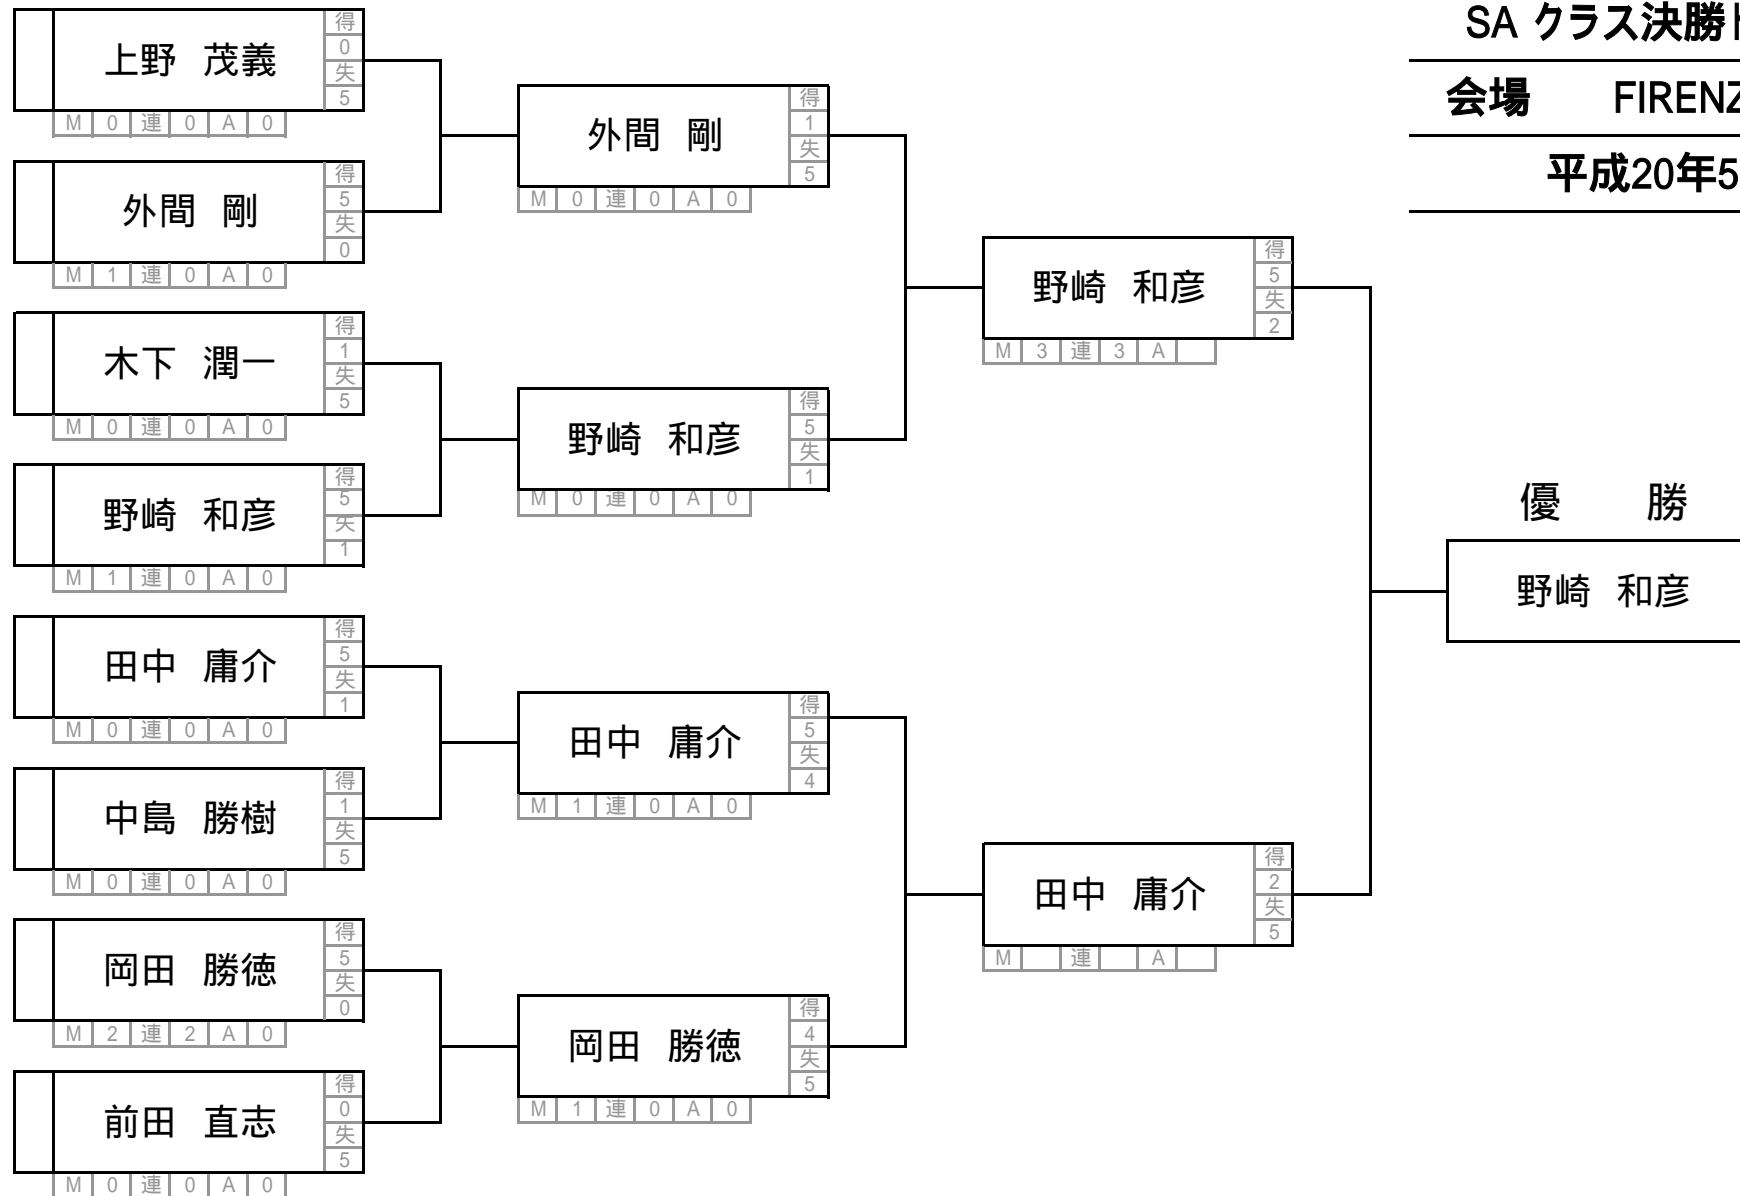 SA クラス決勝
会場 FIRENZ
平成20年5
上野 茂義
得 0 失 5
M 0 連 0 A 0
外間 剛
得 5 失 0
M 1 連 0 A 0
木下 潤一
得 1 失 5
M 0 連 0 A 0
野崎 和彦
得 5 失 1
M 1 連 0 A 0
田中 庸介
得 5 失 1
M 0 連 0 A 0
中島 勝樹
得 1 失 5
M 0 連 0 A 0
岡田 勝徳
得 5 失 0
M 2 連 2 A 0
前田 直志
得 0 失 5
M 0 連 0 A 0
外間 剛
得 1 失 5
M 0 連 0 A 0
野崎 和彦
得 5 失 1
M 0 連 0 A 0
田中 庸介
得 5 失 4
M 1 連 0 A 0
岡田 勝徳
得 4 失 5
M 1 連 0 A 0
野崎 和彦
得 5 失 2
M 3 連 3 A
田中 庸介
得 2 失 5
M 連 A
優 勝
野崎 和彦